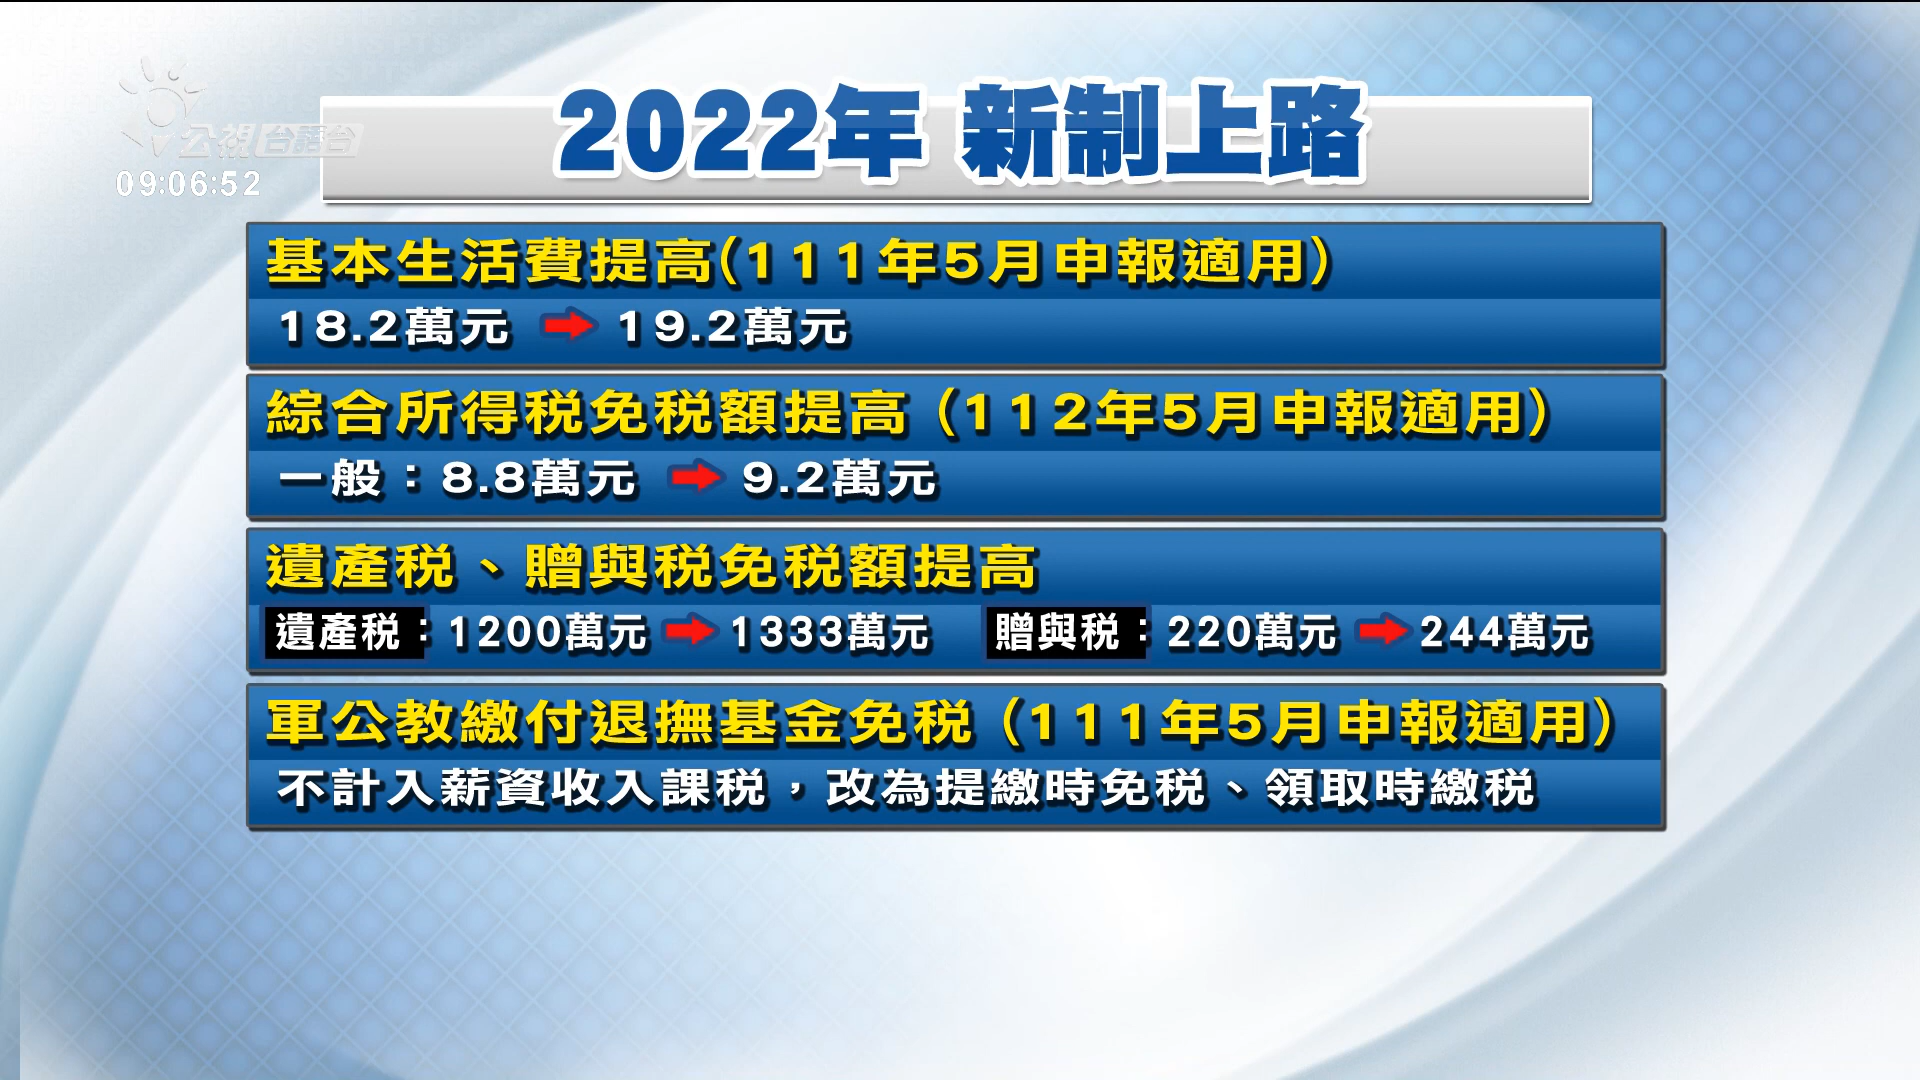 2022年 新制上路
公視台語台
09:06:52
基本生活費提高(111年5月申報適用)
18.2萬元 ➡ 19.2萬元
綜合所得稅免稅額提高 (112年5月申報適用)
一般：8.8萬元 ➡ 9.2萬元
遺產稅、贈與稅免稅額提高
遺產稅：1200萬元 ➡ 1333萬元 贈與稅：220萬元 ➡ 244萬元
軍公教繳付退撫基金免稅 (111年5月申報適用)
不計入薪資收入課稅，改為提繳時免稅、領取時繳稅